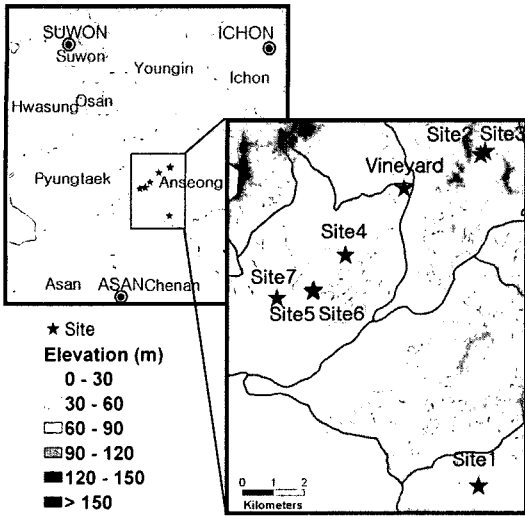 SUWON
ICHON
Suwon
Youngin
Ichon
Hwasung
Osan
Pyungtaek
Anseong
Asan
ASAN
Chenan
Site2
Site3
Vineyard
Site4
Site7
Site5
Site6
Site1
0 1 2
Kilometers
★ Site
Elevation (m)
0 - 30
30 - 60
60 - 90
90 - 120
120 - 150
> 150